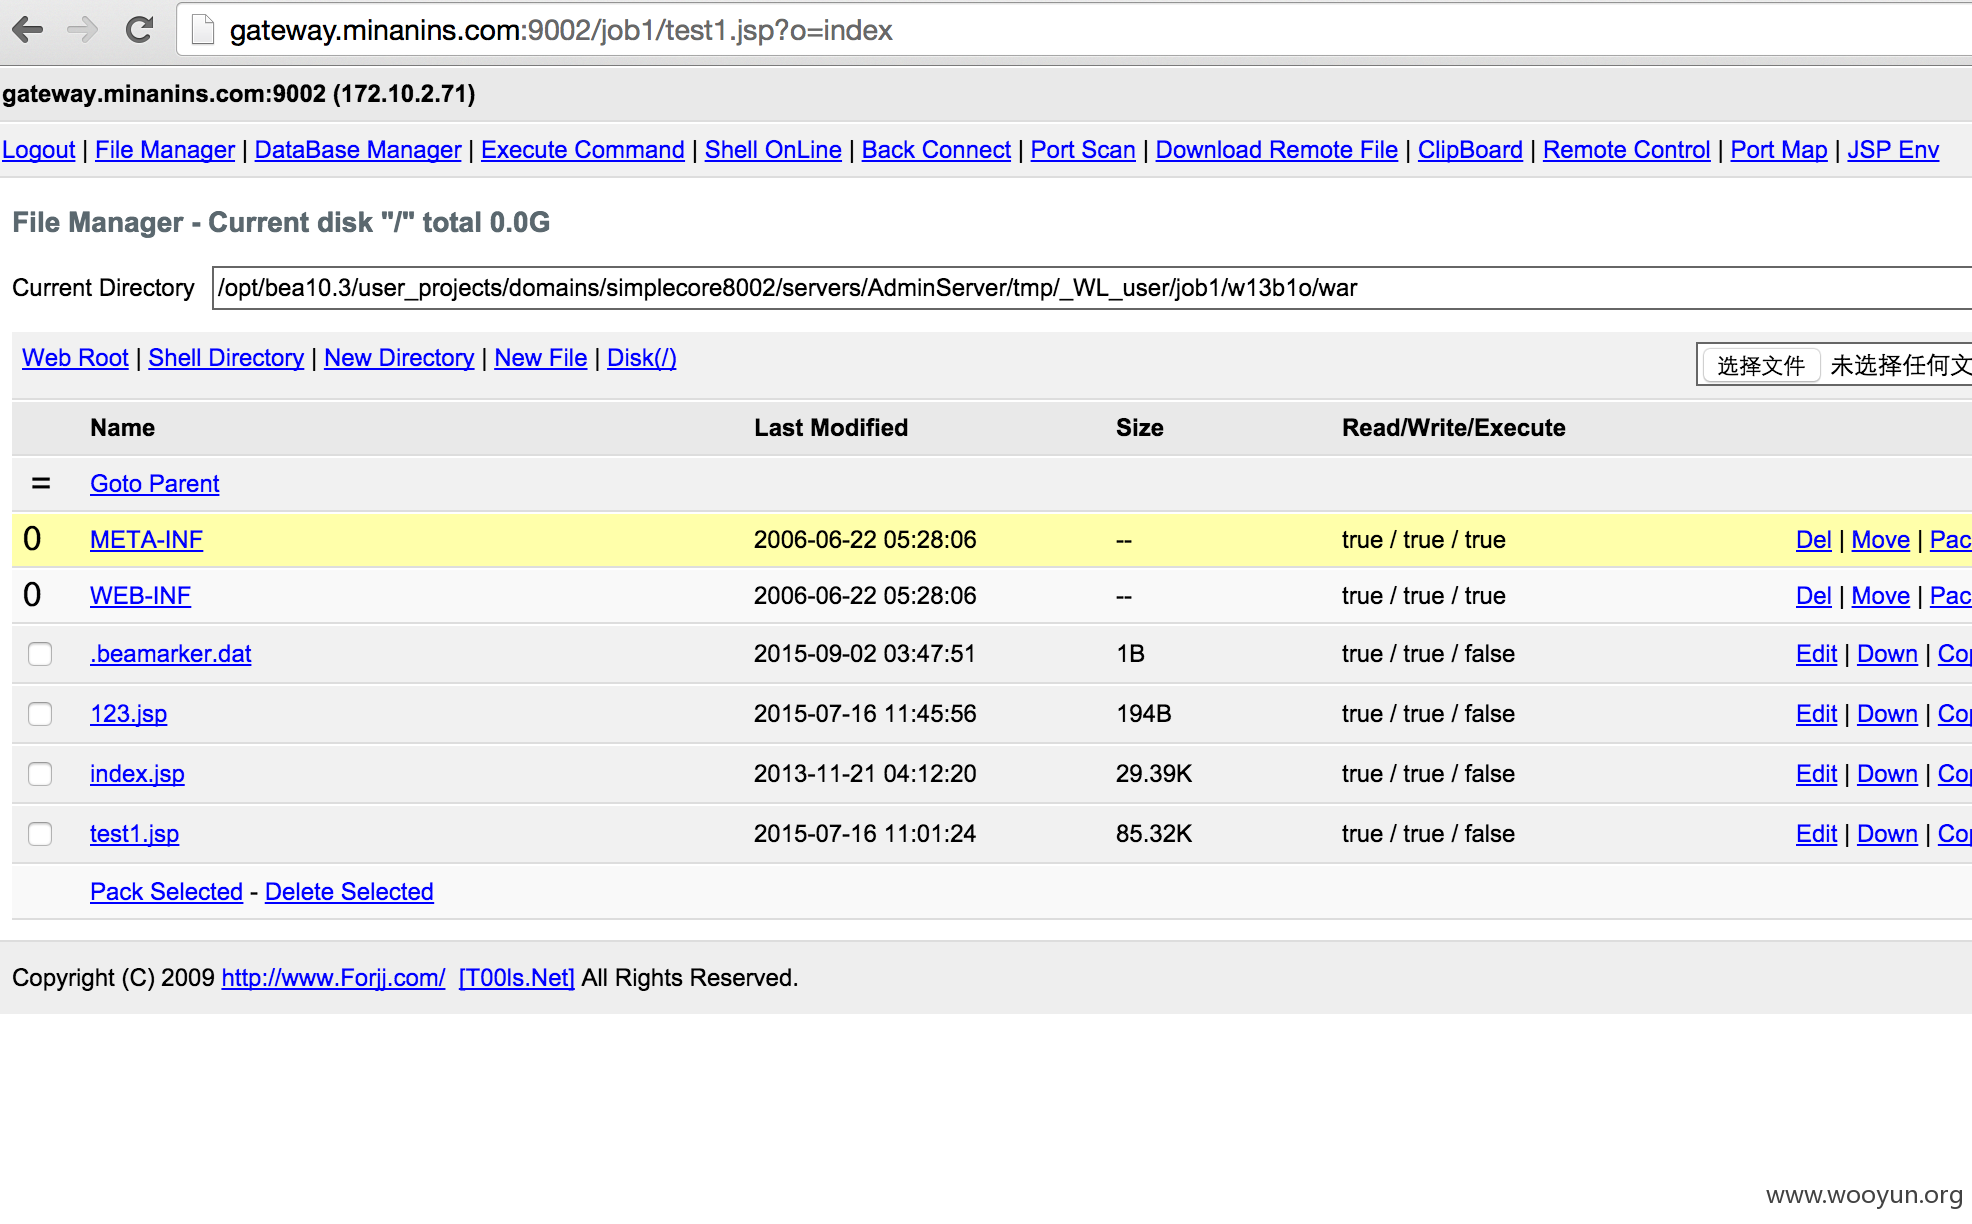 gateway.minanins.com:9002/job1/test1.jsp?o=index
gateway.minanins.com:9002 (172.10.2.71)
Logout | File Manager | DataBase Manager | Execute Command | Shell OnLine | Back Connect | Port Scan | Download Remote File | ClipBoard | Remote Control | Port Map | JSP Env
File Manager - Current disk "/" total 0.0G
Current Directory /opt/bea10.3/user_projects/domains/simplecore8002/servers/AdminServer/tmp/_WL_user/job1/w13b1o/war
Web Root | Shell Directory | New Directory | New File | Disk(/) 选择文件 未选择任何文
Name Last Modified Size Read/Write/Execute
= Goto Parent
0 META-INF 2006-06-22 05:28:06 -- true / true / true Del | Move | Pac
0 WEB-INF 2006-06-22 05:28:06 -- true / true / true Del | Move | Pac
.beamarker.dat 2015-09-02 03:47:51 1B true / true / false Edit | Down | Cop
123.jsp 2015-07-16 11:45:56 194B true / true / false Edit | Down | Cop
index.jsp 2013-11-21 04:12:20 29.39K true / true / false Edit | Down | Cop
test1.jsp 2015-07-16 11:01:24 85.32K true / true / false Edit | Down | Cop
Pack Selected - Delete Selected
Copyright (C) 2009 http://www.Forjj.com/ [T00ls.Net] All Rights Reserved.
www.wooyun.org